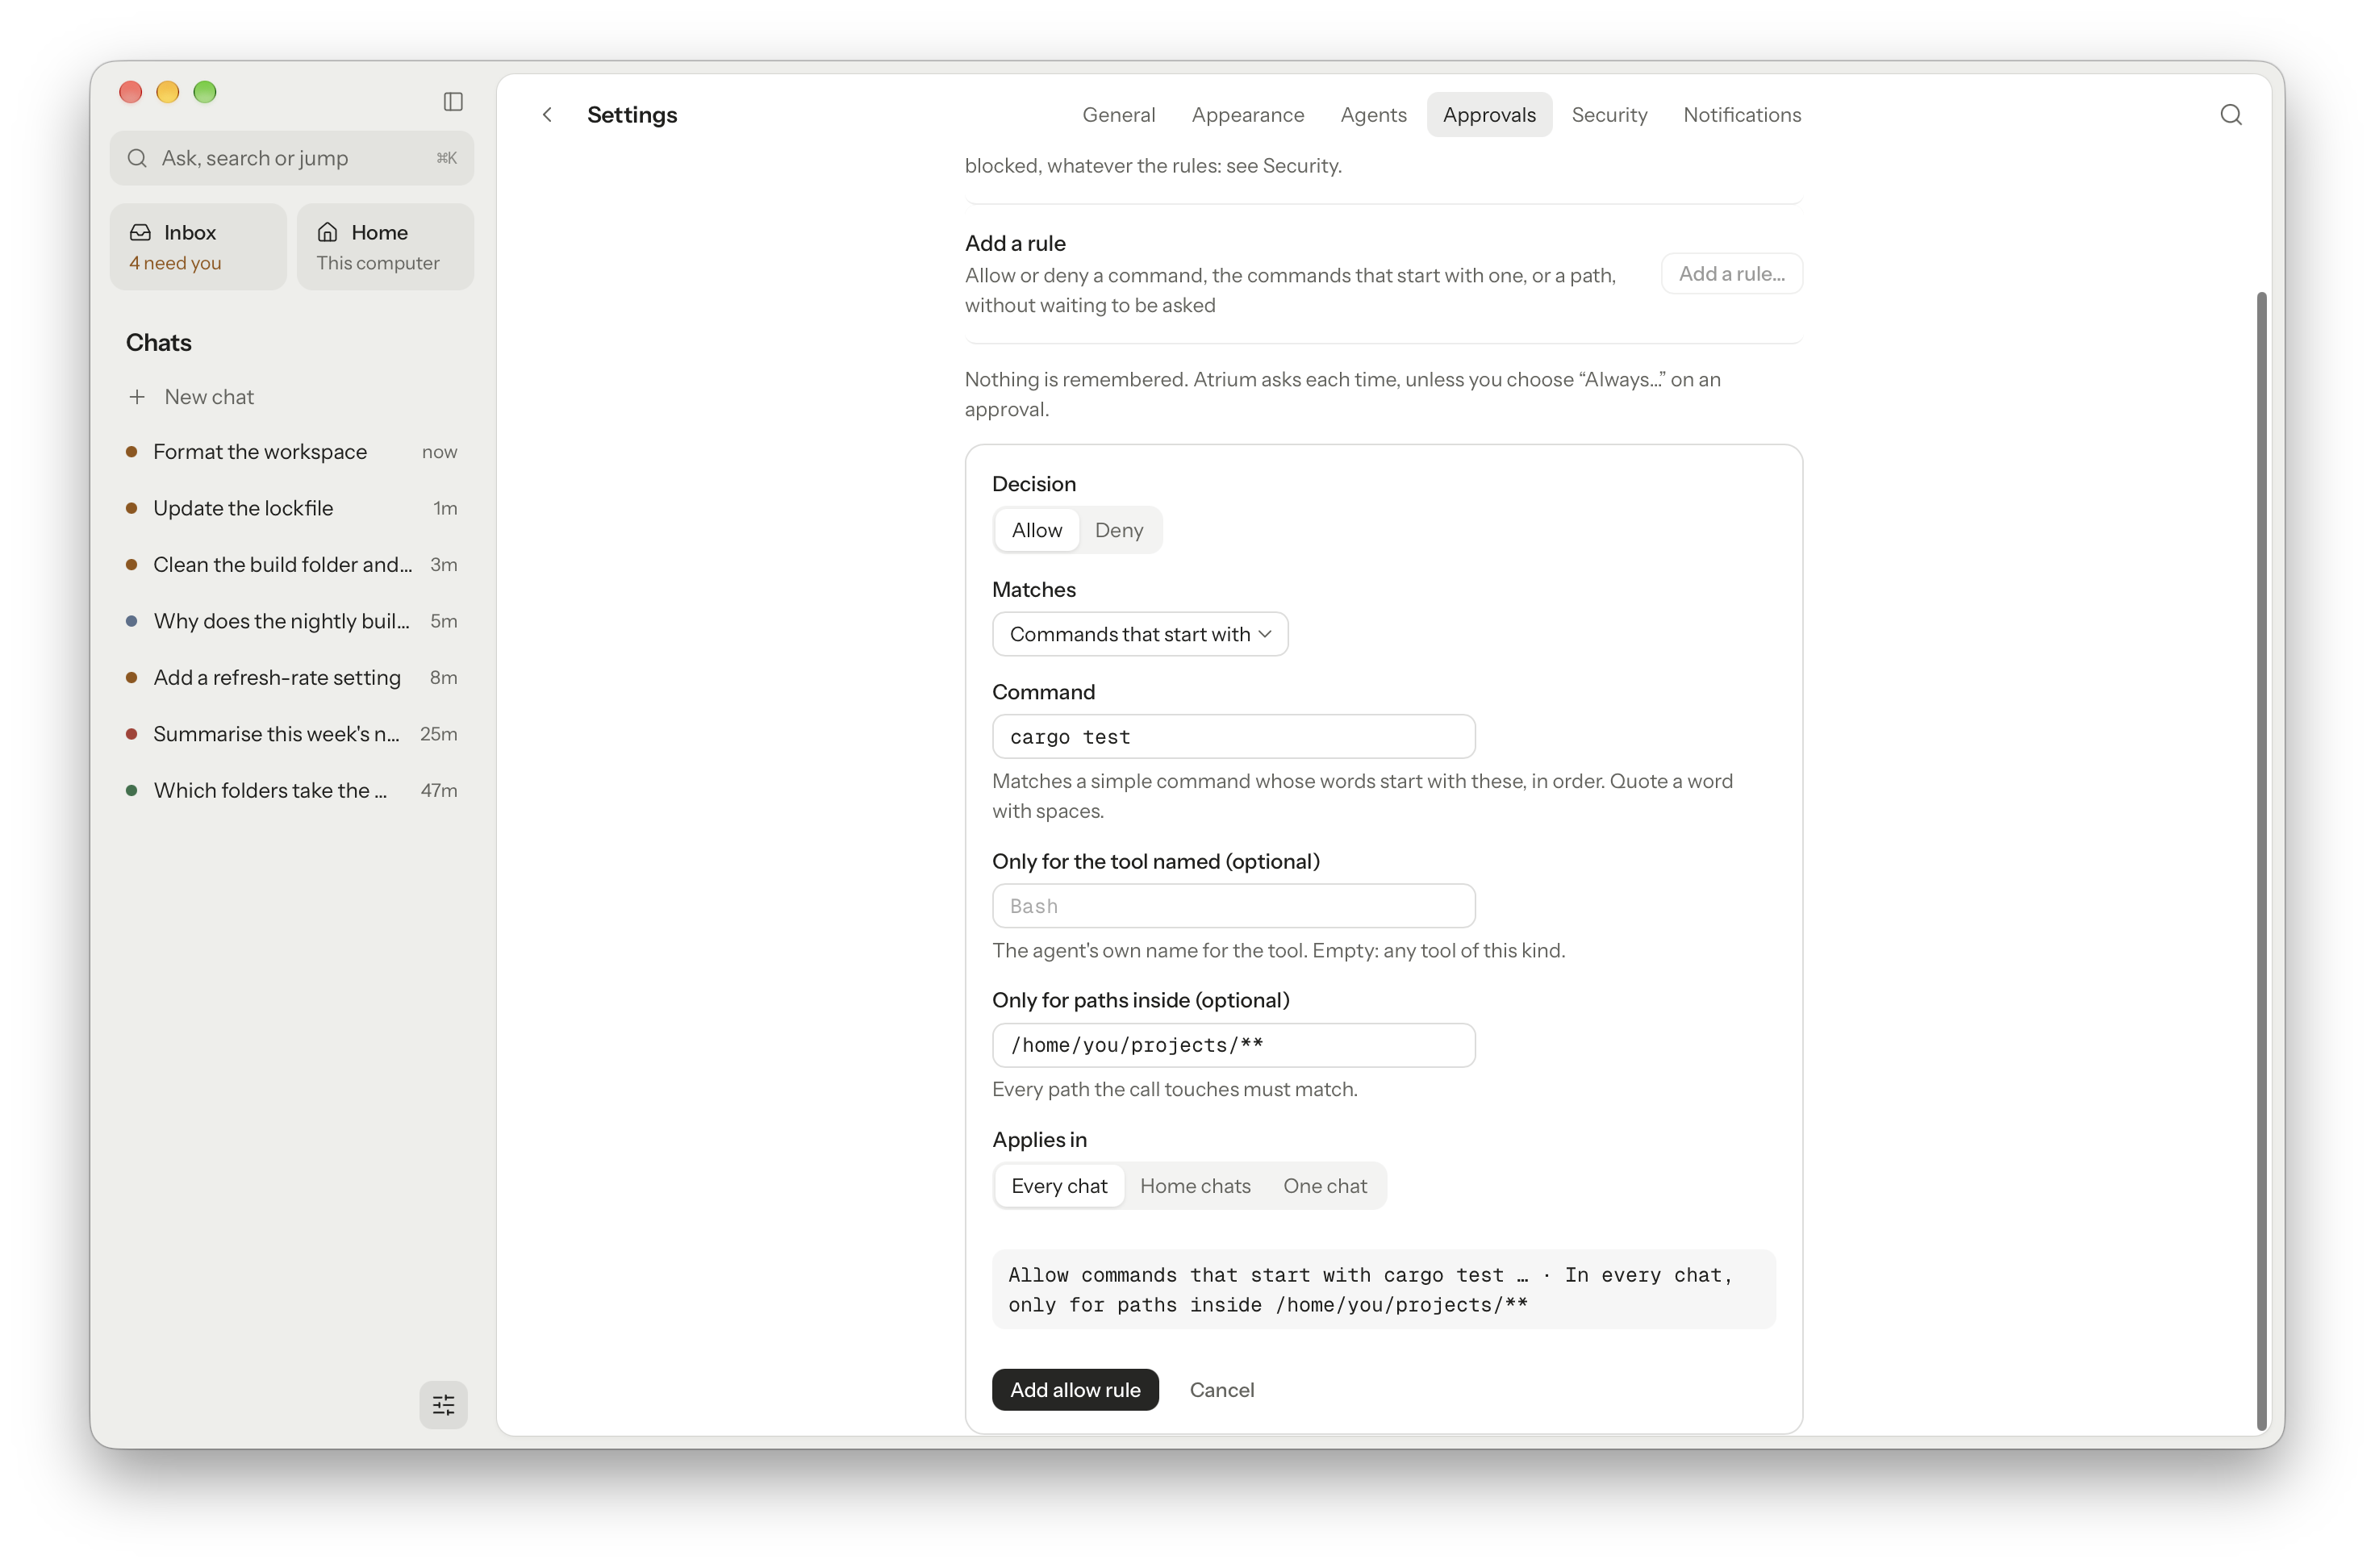 Ask, search or jump ⌘K
Inbox
4 need you
Home
This computer
Chats
New chat
Format the workspace now
Update the lockfile 1m
Clean the build folder and... 3m
Why does the nightly buil... 5m
Add a refresh-rate setting 8m
Summarise this week's n... 25m
Which folders take the ... 47m
Settings
General Appearance Agents Approvals Security Notifications
blocked, whatever the rules: see Security.
Add a rule
Allow or deny a command, the commands that start with one, or a path,
without waiting to be asked
Add a rule...
Nothing is remembered. Atrium asks each time, unless you choose “Always…” on an
approval.
Decision
Allow Deny
Matches
Commands that start with
Command
cargo test
Matches a simple command whose words start with these, in order. Quote a word
with spaces.
Only for the tool named (optional)
Bash
The agent's own name for the tool. Empty: any tool of this kind.
Only for paths inside (optional)
/home/you/projects/**
Every path the call touches must match.
Applies in
Every chat Home chats One chat
Allow commands that start with cargo test … · In every chat,
only for paths inside /home/you/projects/**
Add allow rule Cancel